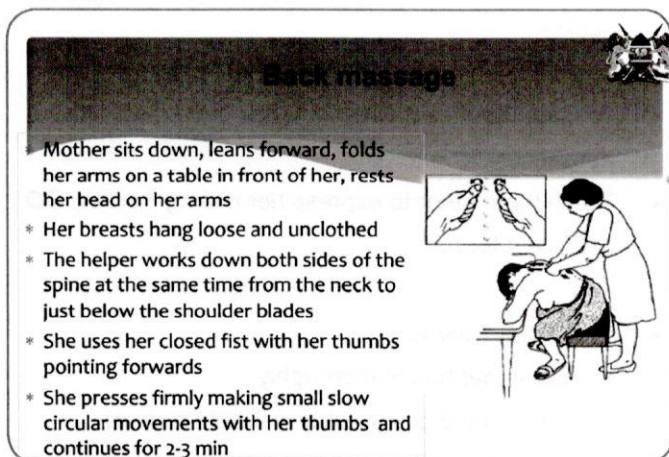 Back massage
* Mother sits down, leans forward, folds
her arms on a table in front of her, rests
her head on her arms
* Her breasts hang loose and unclothed
* The helper works down both sides of the
spine at the same time from the neck to
just below the shoulder blades
* She uses her closed fist with her thumbs
pointing forwards
* She presses firmly making small slow
circular movements with her thumbs and
continues for 2-3 min